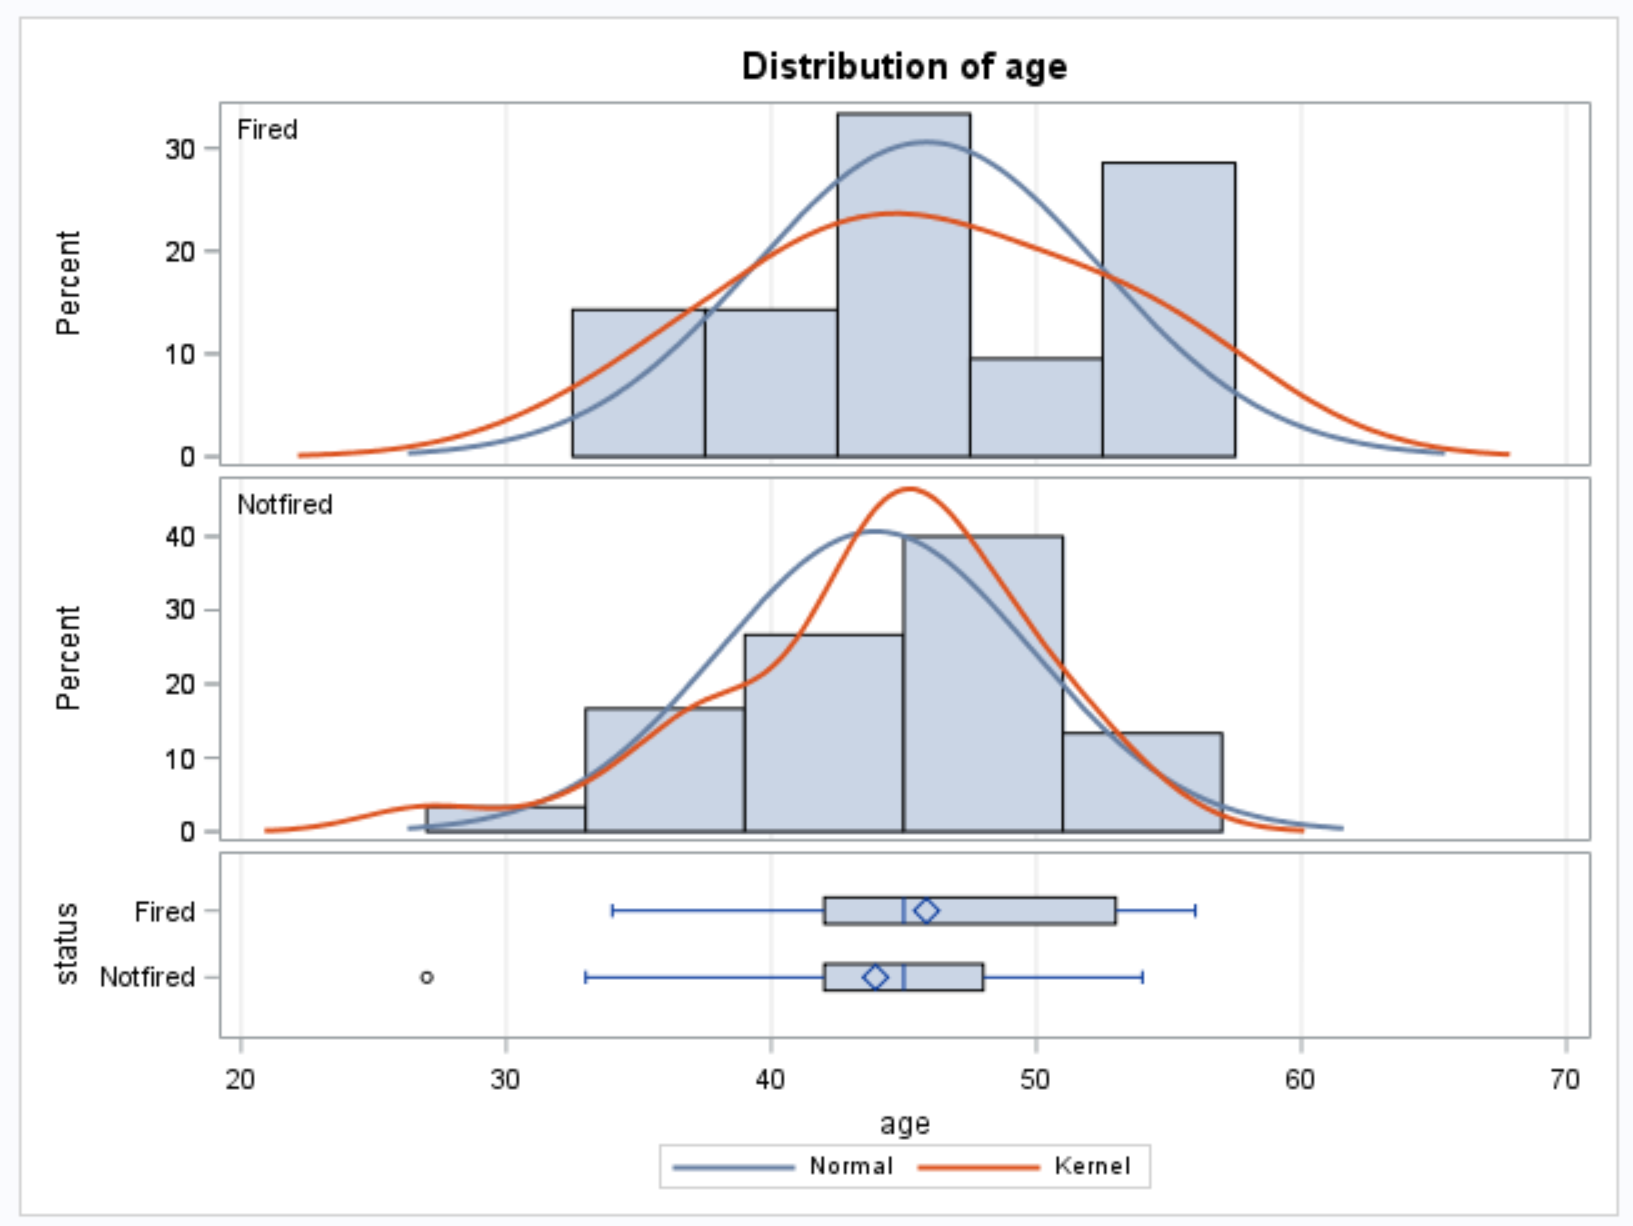 Distribution of age
Fired
30
20
10
0
Percent
Notfired
40
30
20
10
0
Percent
Fired
Notfired
status
20 30 40 50 60 70
age
Normal Kernel